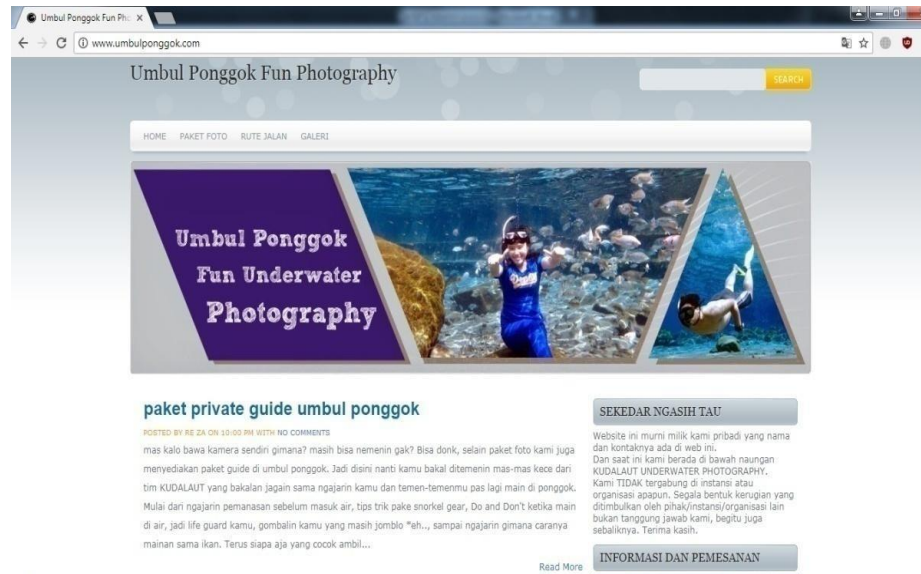 Umbul Ponggok Fun Pho
www.umbulponggok.com
Umbul Ponggok Fun Photography
SEARCH
HOME PAKET FOTO RUTE JALAN GALERI
Umbul Ponggok
Fun Underwater
Photography
paket private guide umbul ponggok
POSTED BY RE ZA ON 10:00 PM WITH NO COMMENTS
mas kalo bawa kamera sendiri gimana? masih bisa nemenin gak? Bisa donk, selain paket foto kami juga
menyediakan paket guide di umbul ponggok. Jadi disini nanti kamu bakal ditemenin mas-mas kece dari
tim KUDALAUT yang bakalan jagain sama ngajarin kamu dan temen-temenmu pas lagi main di ponggok.
Mulai dari ngajarin pemanasan sebelum masuk air, tips trik pake snorkel gear, Do and Don't ketika main
di air, jadi life guard kamu, gombalin kamu yang masih jomblo *eh.., sampai ngajarin gimana caranya
mainan sama ikan. Terus siapa aja yang cocok ambil...
Read More
SEKEDAR NGASIH TAU
Website ini murni milik kami pribadi yang nama
dan kontaknya ada di web ini.
Dan saat ini kami berada di bawah naungan
KUDALAUT UNDERWATER PHOTOGRAPHY.
Kami TIDAK tergabung di instansi atau
organisasi apapun. Segala bentuk kerugian yang
ditimbulkan oleh pihak/instansi/organisasi lain
bukan tanggung jawab kami, begitu juga
sebaliknya. Terima kasih.
INFORMASI DAN PEMESANAN